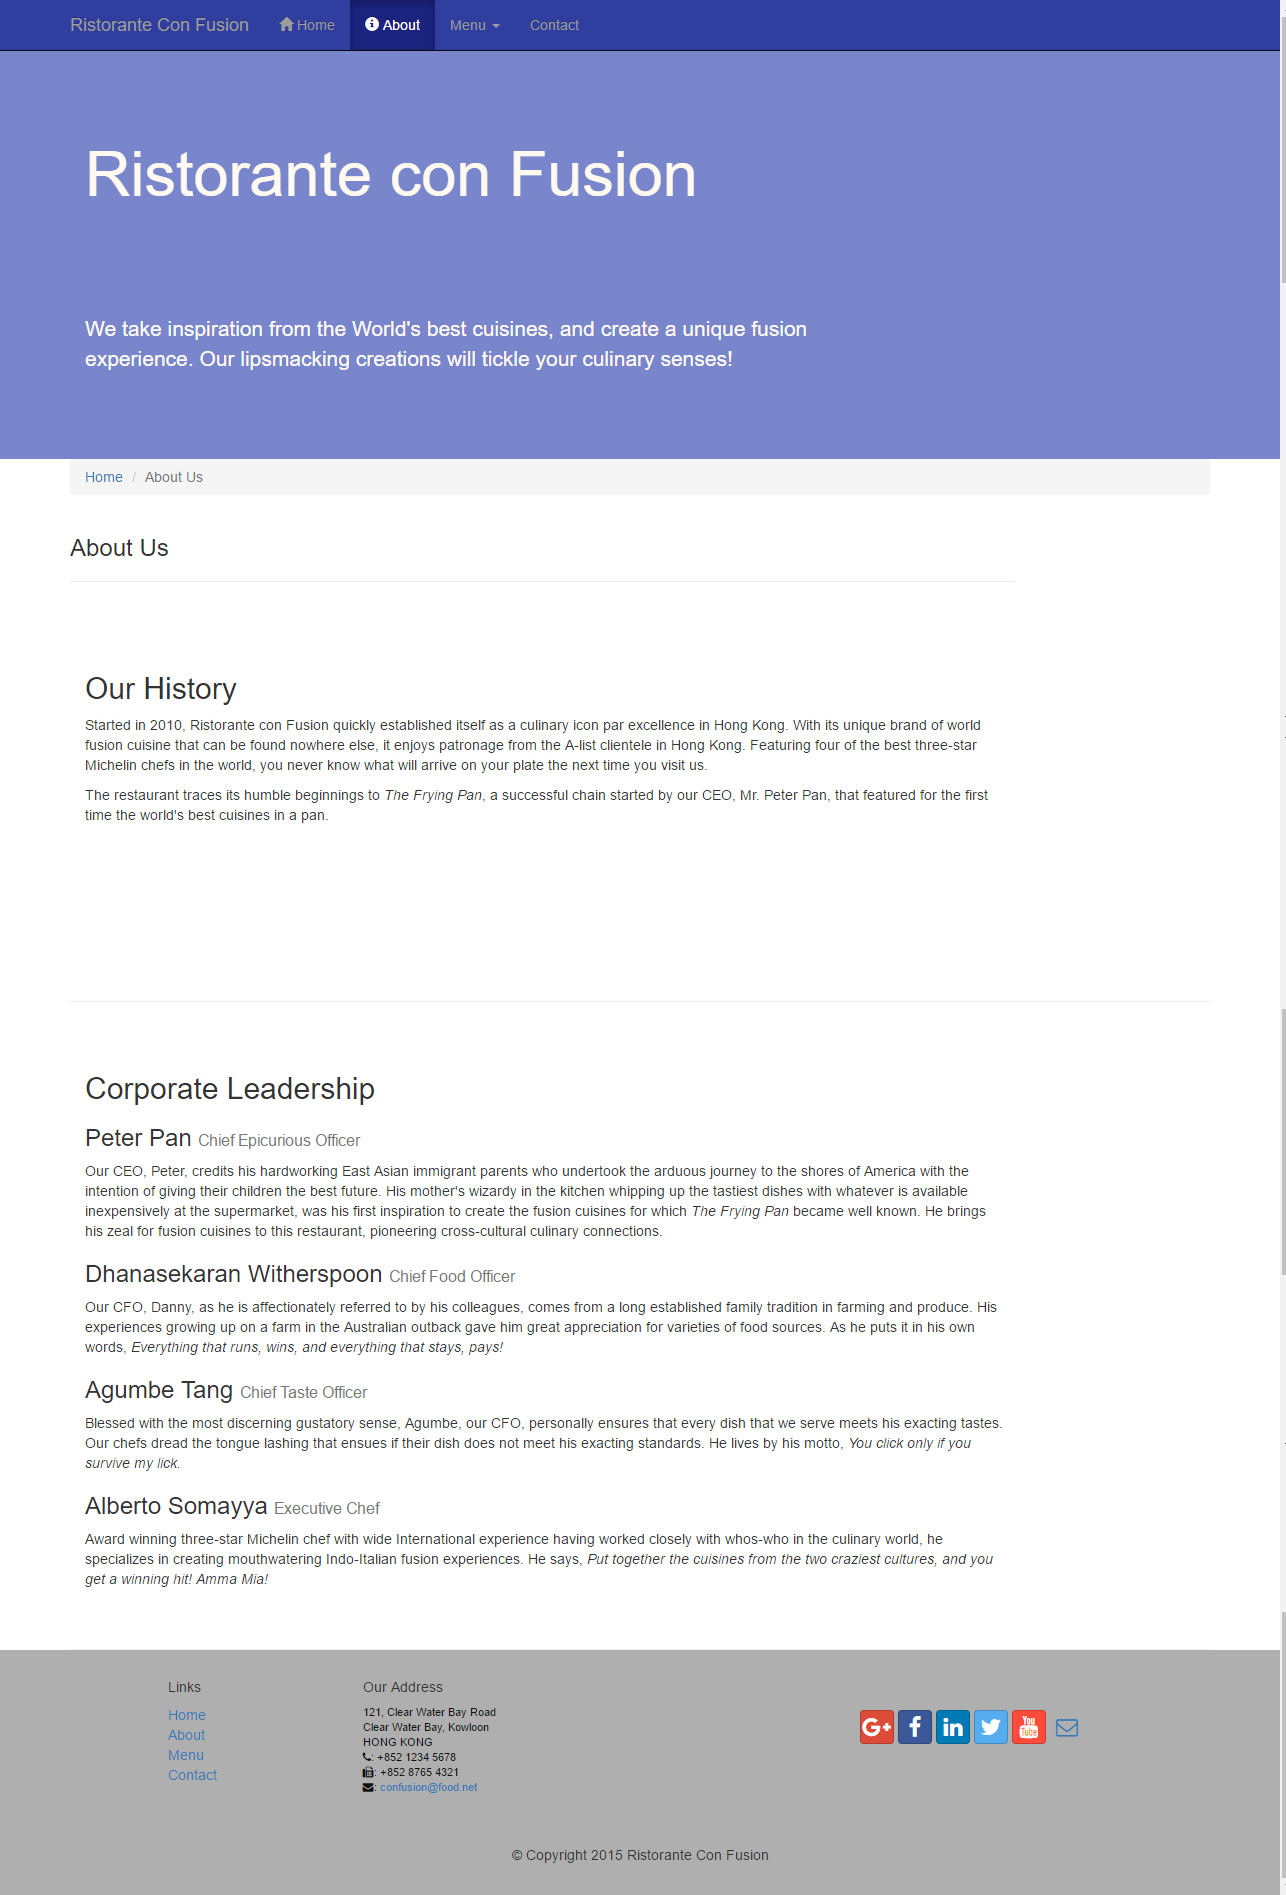 Ristorante Con Fusion Home About Menu Contact
Ristorante con Fusion
We take inspiration from the World's best cuisines, and create a unique fusion
experience. Our lipsmacking creations will tickle your culinary senses!
Home / About Us
About Us
Our History
Started in 2010, Ristorante con Fusion quickly established itself as a culinary icon par excellence in Hong Kong. With its unique brand of world
fusion cuisine that can be found nowhere else, it enjoys patronage from the A-list clientele in Hong Kong. Featuring four of the best three-star
Michelin chefs in the world, you never know what will arrive on your plate the next time you visit us.
The restaurant traces its humble beginnings to The Frying Pan, a successful chain started by our CEO, Mr. Peter Pan, that featured for the first
time the world's best cuisines in a pan.
Corporate Leadership
Peter Pan Chief Epicurious Officer
Our CEO, Peter, credits his hardworking East Asian immigrant parents who undertook the arduous journey to the shores of America with the
intention of giving their children the best future. His mother's wizardy in the kitchen whipping up the tastiest dishes with whatever is available
inexpensively at the supermarket, was his first inspiration to create the fusion cuisines for which The Frying Pan became well known. He brings
his zeal for fusion cuisines to this restaurant, pioneering cross-cultural culinary connections.
Dhanasekaran Witherspoon Chief Food Officer
Our CFO, Danny, as he is affectionately referred to by his colleagues, comes from a long established family tradition in farming and produce. His
experiences growing up on a farm in the Australian outback gave him great appreciation for varieties of food sources. As he puts it in his own
words, Everything that runs, wins, and everything that stays, pays!
Agumbe Tang Chief Taste Officer
Blessed with the most discerning gustatory sense, Agumbe, our CFO, personally ensures that every dish that we serve meets his exacting tastes.
Our chefs dread the tongue lashing that ensues if their dish does not meet his exacting standards. He lives by his motto, You click only if you
survive my lick.
Alberto Somayya Executive Chef
Award winning three-star Michelin chef with wide International experience having worked closely with whos-who in the culinary world, he
specializes in creating mouthwatering Indo-Italian fusion experiences. He says, Put together the cuisines from the two craziest cultures, and you
get a winning hit! Amma Mia!
Links
Home
About
Menu
Contact
Our Address
121, Clear Water Bay Road
Clear Water Bay, Kowloon
HONG KONG
: +852 1234 5678
: +852 8765 4321
: confusion@food.net
G+ f in You Tube
© Copyright 2015 Ristorante Con Fusion